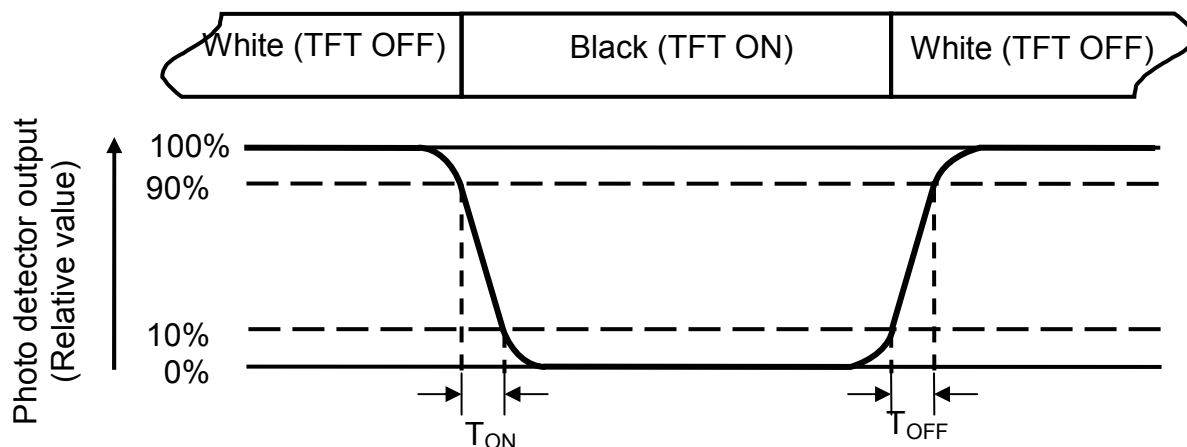 White (TFT OFF) Black (TFT ON) White (TFT OFF)
Photo detector output
(Relative value)
100%
90%
10%
0%
TON
TOFF